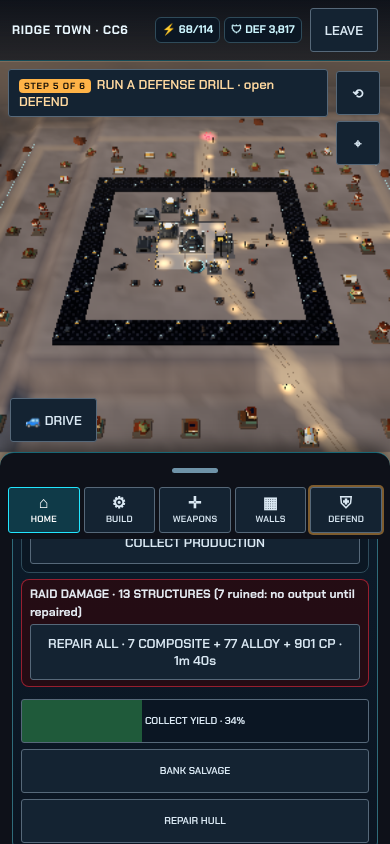 RIDGE TOWN · CC6
⚡ 68/114
🛡 DEF 3,817
LEAVE
STEP 5 OF 6 RUN A DEFENSE DRILL · open
DEFEND
DRIVE
HOME
BUILD
WEAPONS
WALLS
DEFEND
COLLECT PRODUCTION
RAID DAMAGE · 13 STRUCTURES (7 ruined: no output until
repaired)
REPAIR ALL · 7 COMPOSITE + 77 ALLOY + 901 CP ·
1m 40s
COLLECT YIELD · 34%
BANK SALVAGE
REPAIR HULL